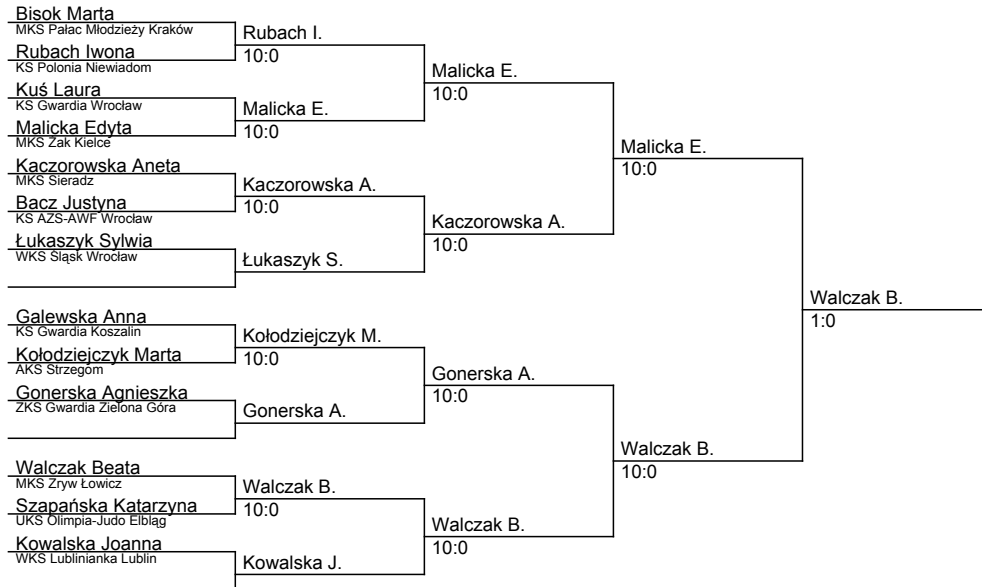 Bisok Marta
MKS Pałac Młodzieży Kraków
Rubach Iwona
KS Polonia Niewiadom
Kuś Laura
KS Gwardia Wrocław
Malicka Edyta
MKS Żak Kielce
Kaczorowska Aneta
MKS Sieradz
Bacz Justyna
KS AZS-AWF Wrocław
Łukaszyk Sylwia
WKS Śląsk Wrocław
Galewska Anna
KS Gwardia Koszalin
Kołodziejczyk Marta
AKS Strzegom
Gonerska Agnieszka
ZKS Gwardia Zielona Góra
Walczak Beata
MKS Zryw Łowicz
Szapańska Katarzyna
UKS Olimpia-Judo Elbląg
Kowalska Joanna
WKS Lublinianka Lublin
Rubach I.
10:0
Malicka E.
10:0
Kaczorowska A.
10:0
Łukaszyk S.
Kołodziejczyk M.
10:0
Gonerska A.
Walczak B.
10:0
Kowalska J.
Malicka E.
10:0
Kaczorowska A.
10:0
Gonerska A.
10:0
Walczak B.
10:0
Malicka E.
10:0
Walczak B.
10:0
Walczak B.
1:0